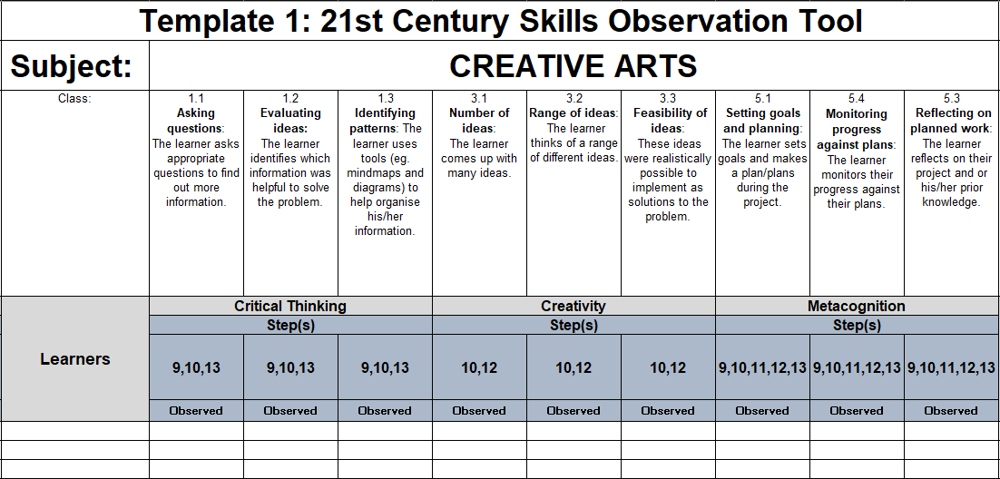 Template 1: 21st Century Skills Observation Tool
Subject:
CREATIVE ARTS
Class:
1.1
Asking
questions:
The learner asks
appropriate
questions to find
out more
information.
1.2
Evaluating
ideas:
The learner
identifies which
information was
helpful to solve
the problem.
1.3
Identifying
patterns: The
learner uses
tools (eg.
mindmaps and
diagrams) to
help organise
his/her
information.
3.1
Number of
ideas:
The learner
comes up with
many ideas.
3.2
Range of ideas:
The learner
thinks of a range
of different ideas.
3.3
Feasibility of
ideas:
These ideas
were realistically
possible to
implement as
solutions to the
problem.
5.1
Setting goals
and planning:
The learner sets
goals and makes
a plan/plans
during the
project.
5.4
Monitoring
progress
against plans:
The learner
monitors their
progress against
their plans.
5.3
Reflecting on
planned work:
The learner
reflects on their
project and or
his/her prior
knowledge.
Learners
Critical Thinking
Creativity
Metacognition
Step(s)
Step(s)
Step(s)
9,10,13
9,10,13
9,10,13
10,12
10,12
10,12
9,10,11,12,13
9,10,11,12,13
9,10,11,12,13
Observed
Observed
Observed
Observed
Observed
Observed
Observed
Observed
Observed